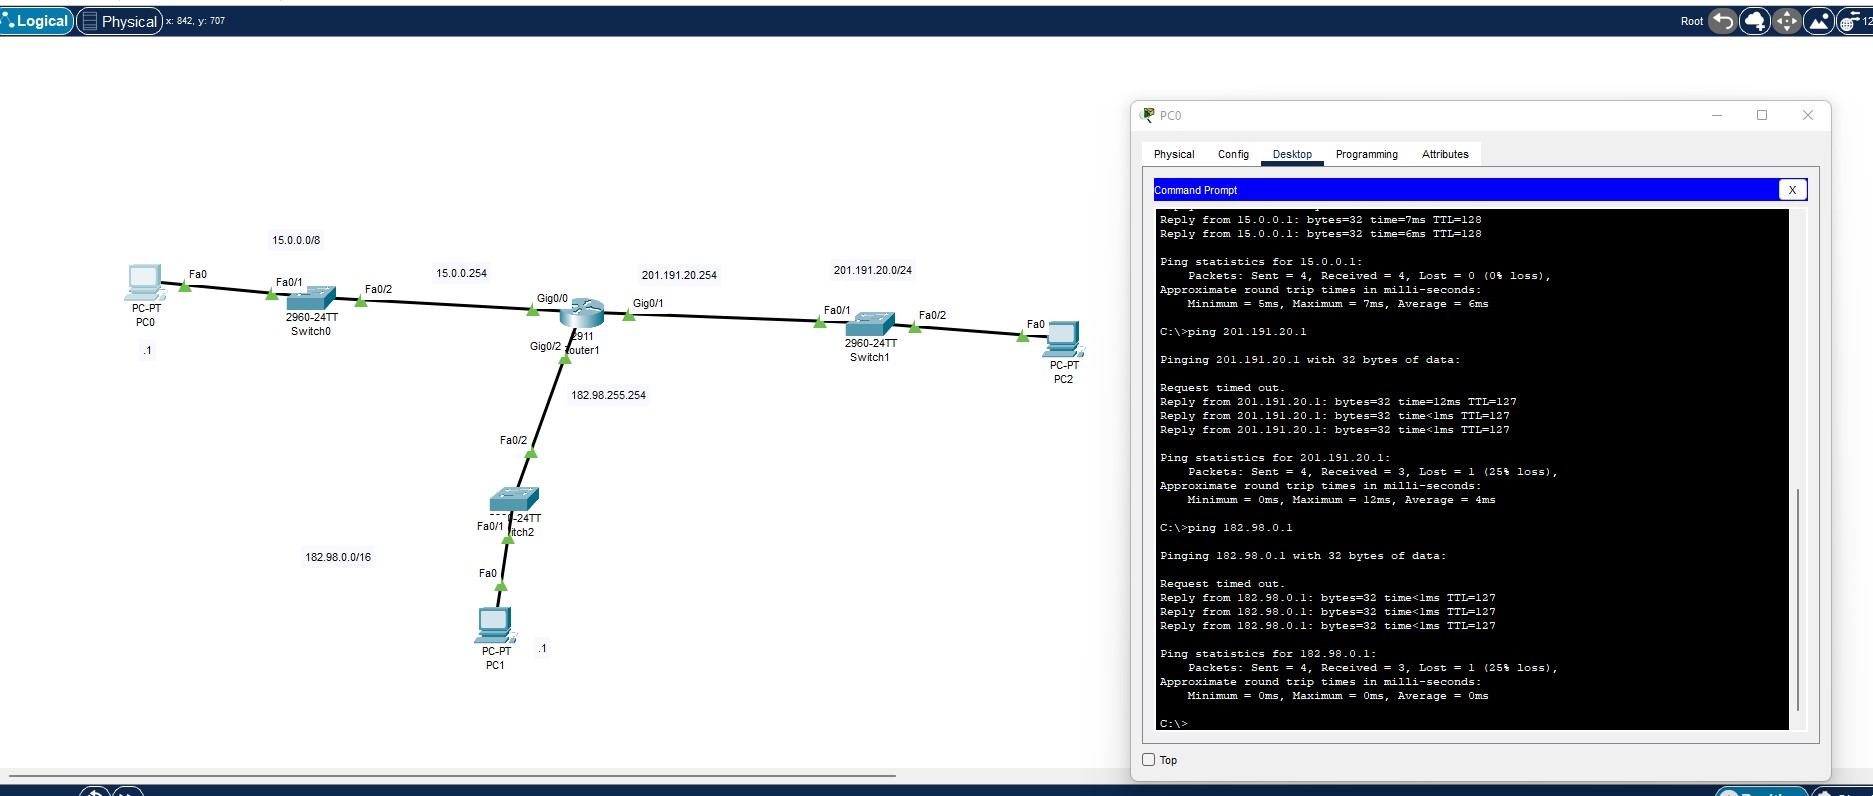 Logical Physical x: 842, y: 707 Root
15.0.0.0/8
15.0.0.254
201.191.20.254
201.191.20.0/24
Fa0
Fa0/1
Fa0/2
Gig0/0
Gig0/1
Fa0/1
Fa0/2
Fa0
PC-PT
PC0
.1
2960-24TT
Switch0
2911
outer1
Gig0/2
2960-24TT
Switch1
PC-PT
PC2
182.98.255.254
Fa0/2
-24TT
itch2
Fa0/1
182.98.0.0/16
Fa0
PC-PT
PC1
.1
PC0
Physical Config Desktop Programming Attributes
Command Prompt X
Reply from 15.0.0.1: bytes=32 time=7ms TTL=128
Reply from 15.0.0.1: bytes=32 time=6ms TTL=128
Ping statistics for 15.0.0.1:
Packets: Sent = 4, Received = 4, Lost = 0 (0% loss),
Approximate round trip times in milli-seconds:
Minimum = 5ms, Maximum = 7ms, Average = 6ms
C:\>ping 201.191.20.1
Pinging 201.191.20.1 with 32 bytes of data:
Request timed out.
Reply from 201.191.20.1: bytes=32 time=12ms TTL=127
Reply from 201.191.20.1: bytes=32 time<1ms TTL=127
Reply from 201.191.20.1: bytes=32 time<1ms TTL=127
Ping statistics for 201.191.20.1:
Packets: Sent = 4, Received = 3, Lost = 1 (25% loss),
Approximate round trip times in milli-seconds:
Minimum = 0ms, Maximum = 12ms, Average = 4ms
C:\>ping 182.98.0.1
Pinging 182.98.0.1 with 32 bytes of data:
Request timed out.
Reply from 182.98.0.1: bytes=32 time<1ms TTL=127
Reply from 182.98.0.1: bytes=32 time<1ms TTL=127
Reply from 182.98.0.1: bytes=32 time<1ms TTL=127
Ping statistics for 182.98.0.1:
Packets: Sent = 4, Received = 3, Lost = 1 (25% loss),
Approximate round trip times in milli-seconds:
Minimum = 0ms, Maximum = 0ms, Average = 0ms
C:\>
Top